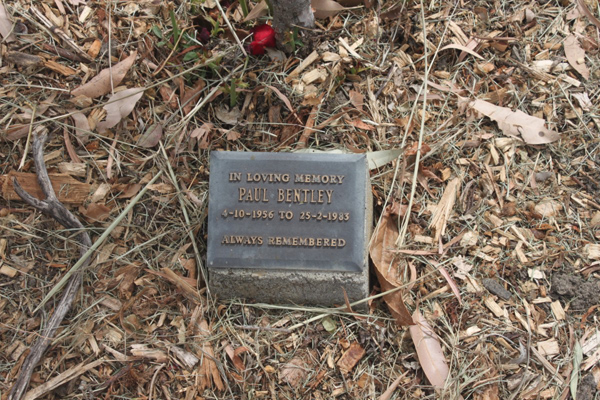 IN LOVING MEMORY
PAUL BENTLEY
4-10-1956 TO 25-2-1983
ALWAYS REMEMBERED